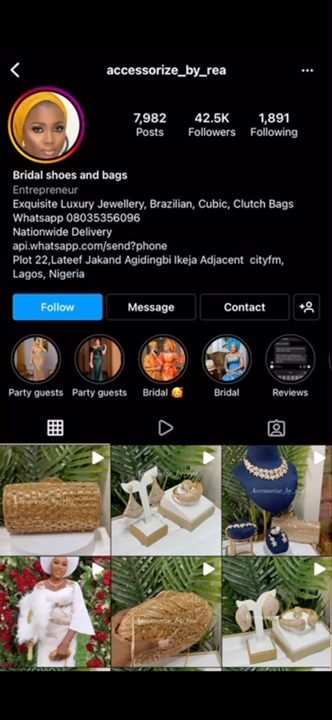 accessorize_by_rea
7,982
42.5K
1,891
Posts
Followers
Following
Bridal shoes and bags
Entrepreneur
Exquisite Luxury Jewellery, Brazilian, Cubic, Clutch Bags
Whatsapp 08035356096
Nationwide Delivery
api.whatsapp.com/send?phone
Plot 22,Lateef Jakand Agidingbi Ikeja Adjacent cityfm,
Lagos, Nigeria
Follow
Message
Contact
Party guests
Party guests
Bridal 🥰
Bridal
Reviews